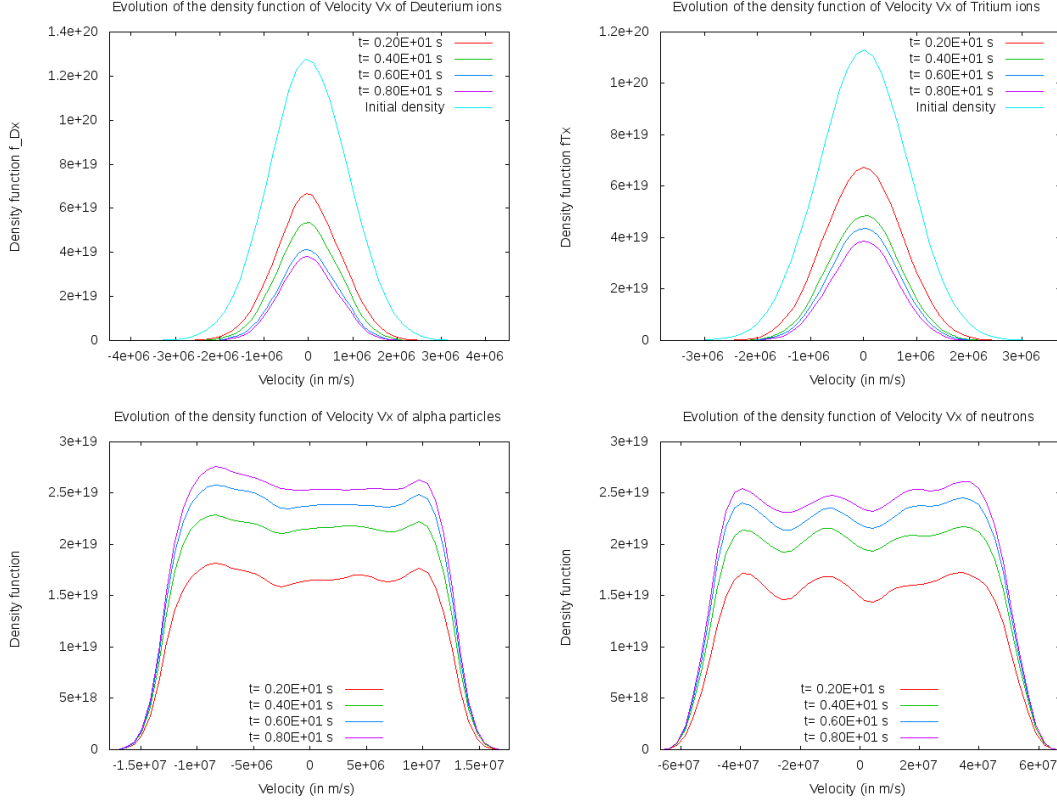 Evolution of the density function of Velocity Vx of Deuterium ions
Density function f_Dx
1.4e+20
1.2e+20
1e+20
8e+19
6e+19
4e+19
2e+19
0
t= 0.20E+01 s
t= 0.40E+01 s
t= 0.60E+01 s
t= 0.80E+01 s
Initial density
-4e+06 -3e+06 -2e+06 -1e+06 0 1e+06 2e+06 3e+06 4e+06
Velocity (in m/s)
Evolution of the density function of Velocity Vx of Tritium ions
Density function fTx
1.2e+20
1e+20
8e+19
6e+19
4e+19
2e+19
0
t= 0.20E+01 s
t= 0.40E+01 s
t= 0.60E+01 s
t= 0.80E+01 s
Initial density
-3e+06 -2e+06 -1e+06 0 1e+06 2e+06 3e+06
Velocity (in m/s)
Evolution of the density function of Velocity Vx of alpha particles
Density function
3e+19
2.5e+19
2e+19
1.5e+19
1e+19
5e+18
0
t= 0.20E+01 s
t= 0.40E+01 s
t= 0.60E+01 s
t= 0.80E+01 s
-1.5e+07 -1e+07 -5e+06 0 5e+06 1e+07 1.5e+07
Velocity (in m/s)
Evolution of the density function of Velocity Vx of neutrons
Density function
3e+19
2.5e+19
2e+19
1.5e+19
1e+19
5e+18
0
t= 0.20E+01 s
t= 0.40E+01 s
t= 0.60E+01 s
t= 0.80E+01 s
-6e+07 -4e+07 -2e+07 0 2e+07 4e+07 6e+07
Velocity (in m/s)